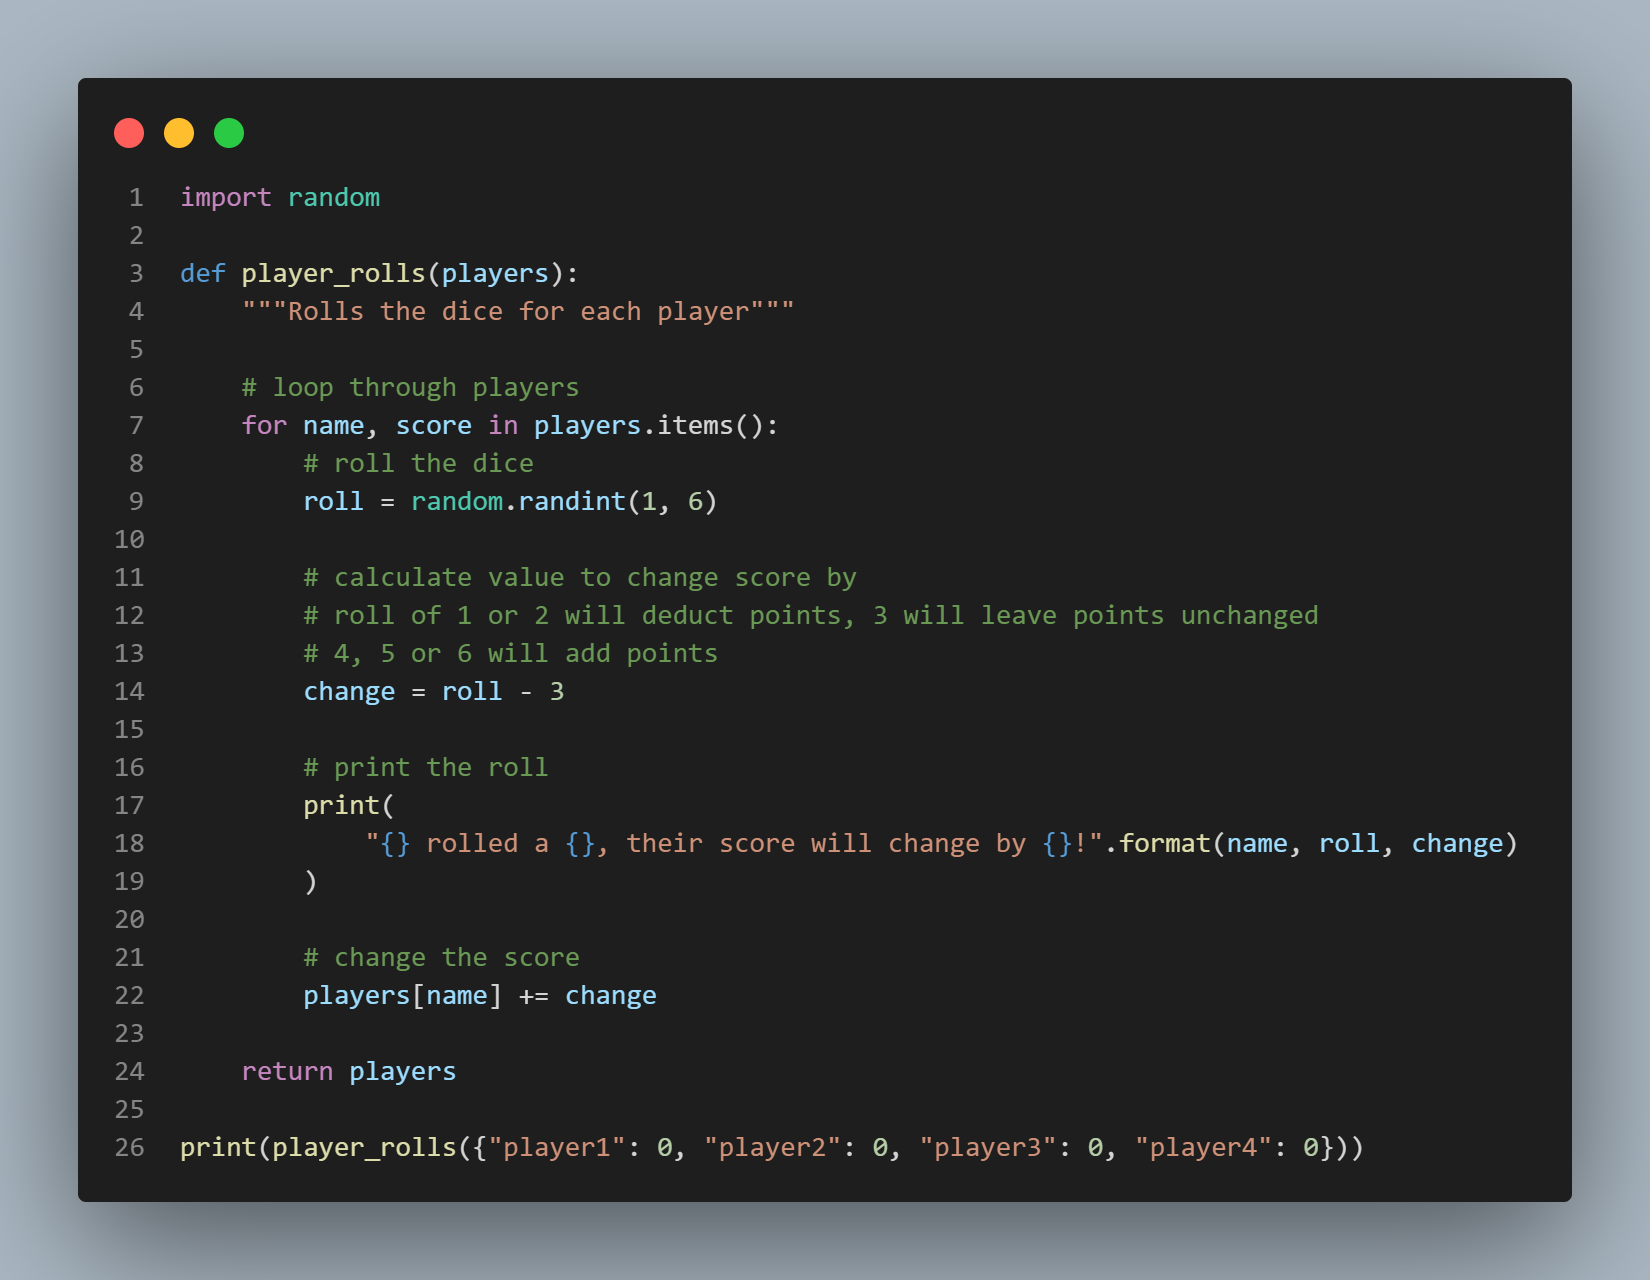 1 import random
2
3 def player_rolls(players):
4     """Rolls the dice for each player"""
5
6     # loop through players
7     for name, score in players.items():
8         # roll the dice
9         roll = random.randint(1, 6)
10
11         # calculate value to change score by
12         # roll of 1 or 2 will deduct points, 3 will leave points unchanged
13         # 4, 5 or 6 will add points
14         change = roll - 3
15
16         # print the roll
17         print(
18             "{} rolled a {}, their score will change by {}!".format(name, roll, change)
19         )
20
21         # change the score
22         players[name] += change
23
24     return players
25
26 print(player_rolls({"player1": 0, "player2": 0, "player3": 0, "player4": 0}))